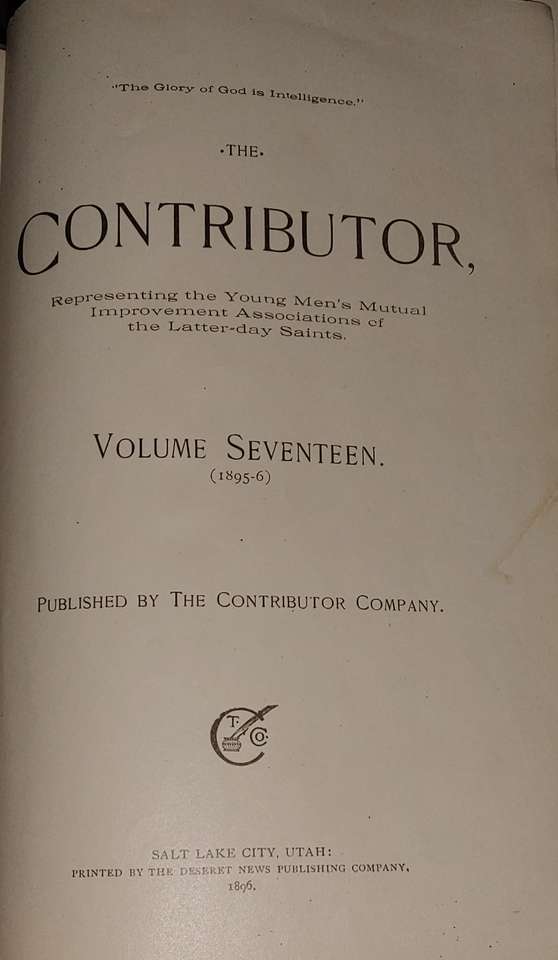 "The Glory of God is Intelligence."
·THE·
CONTRIBUTOR,
Representing the Young Men's Mutual
Improvement Associations of
the Latter-day Saints.
VOLUME SEVENTEEN.
(1895-6)
PUBLISHED BY THE CONTRIBUTOR COMPANY.
T. C Co.
SALT LAKE CITY, UTAH:
PRINTED BY THE DESERET NEWS PUBLISHING COMPANY,
1896.